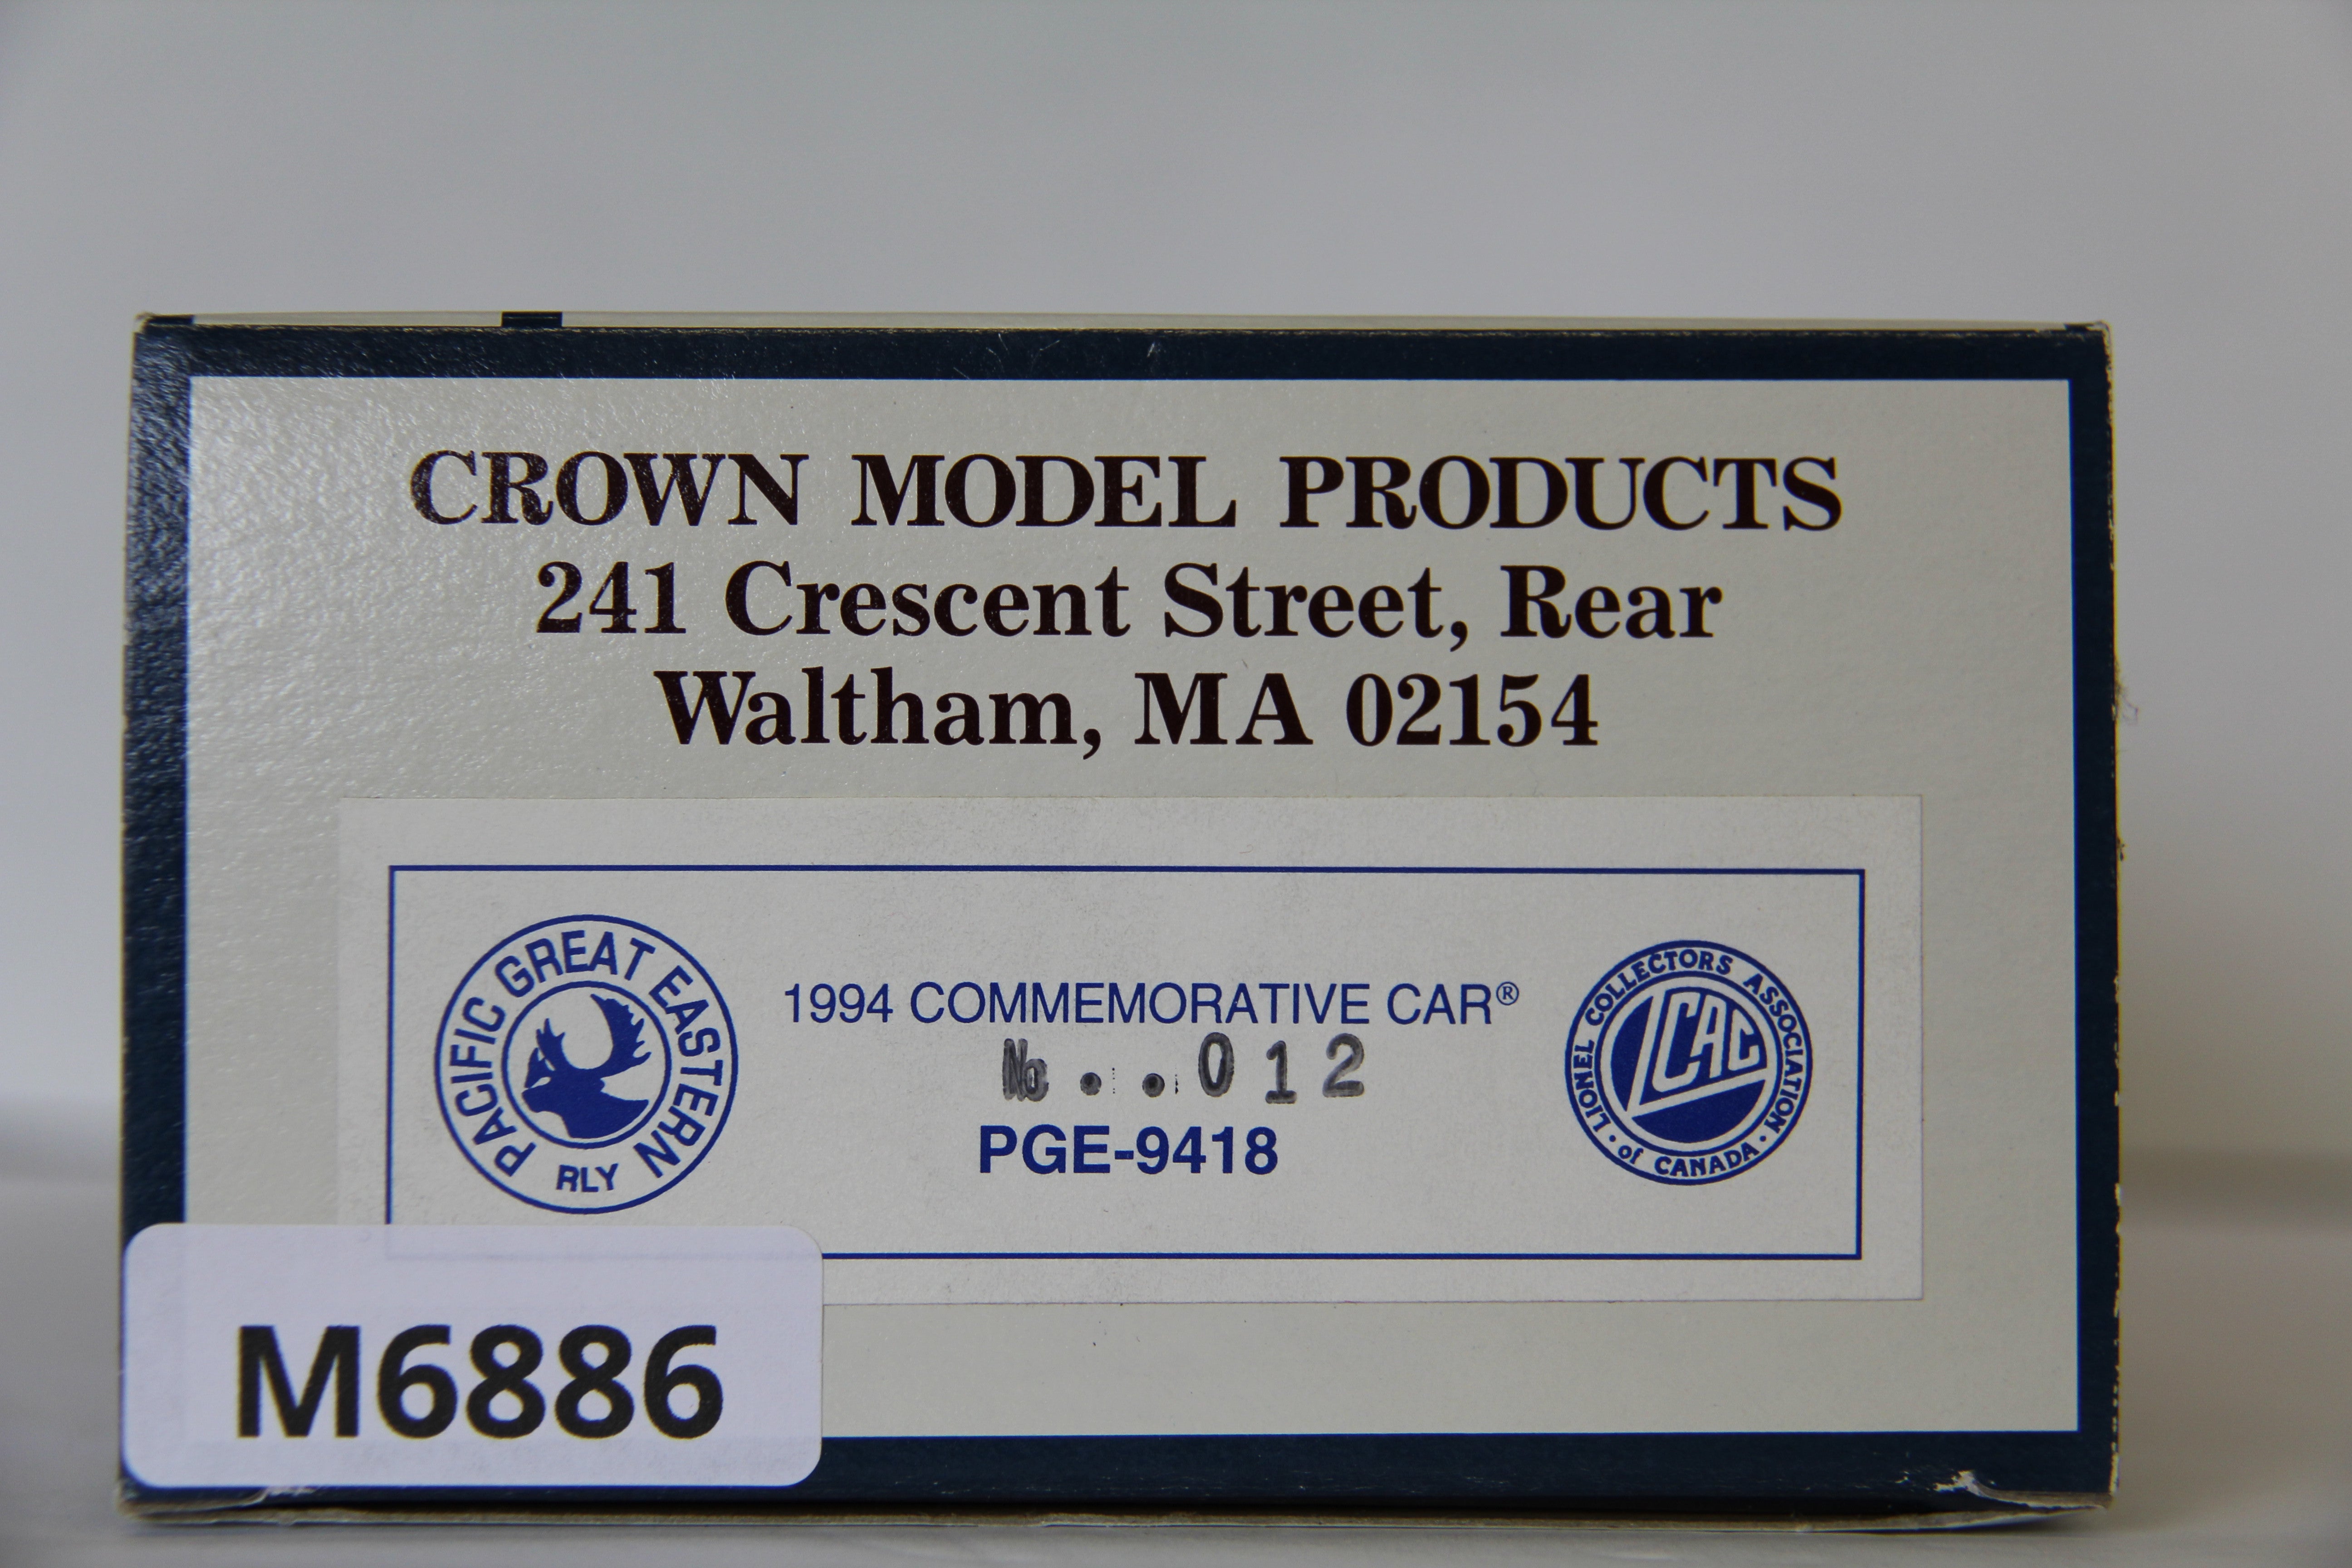 CROWN MODEL PRODUCTS
241 Crescent Street, Rear
Waltham, MA 02154
PACIFIC GREAT EASTERN
RLY
1994 COMMEMORATIVE CAR®
No..012
PGE-9418
LIONEL COLLECTORS ASSOCIATION
• of CANADA •
LCAC
M6886